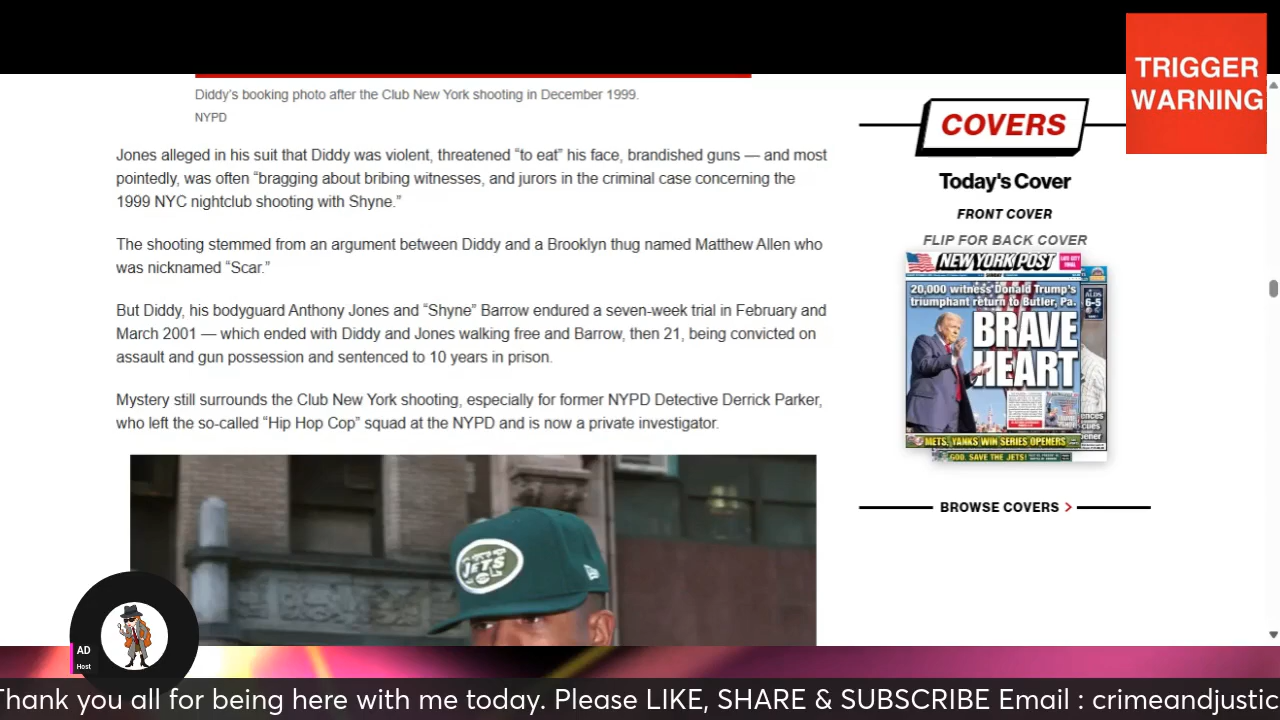 TRIGGER
WARNING
Diddy's booking photo after the Club New York shooting in December 1999.
NYPD
Jones alleged in his suit that Diddy was violent, threatened “to eat” his face, brandished guns — and most
pointedly, was often “bragging about bribing witnesses, and jurors in the criminal case concerning the
1999 NYC nightclub shooting with Shyne.”
The shooting stemmed from an argument between Diddy and a Brooklyn thug named Matthew Allen who
was nicknamed “Scar.”
But Diddy, his bodyguard Anthony Jones and “Shyne” Barrow endured a seven-week trial in February and
March 2001 — which ended with Diddy and Jones walking free and Barrow, then 21, being convicted on
assault and gun possession and sentenced to 10 years in prison.
Mystery still surrounds the Club New York shooting, especially for former NYPD Detective Derrick Parker,
who left the so-called “Hip Hop Cop” squad at the NYPD and is now a private investigator.
JETS
COVERS
Today's Cover
FRONT COVER
FLIP FOR BACK COVER
NEW YORK POST
20,000 witness Donald Trump's
triumphant return to Butler, Pa.
BRAVE
HEART
ALDS
6-5
METS, YANKS WIN SERIES OPENERS
GOD SAVE THE JETS!
BROWSE COVERS >
AD
Host
Thank you all for being here with me today. Please LIKE, SHARE & SUBSCRIBE Email : crimeandjustic